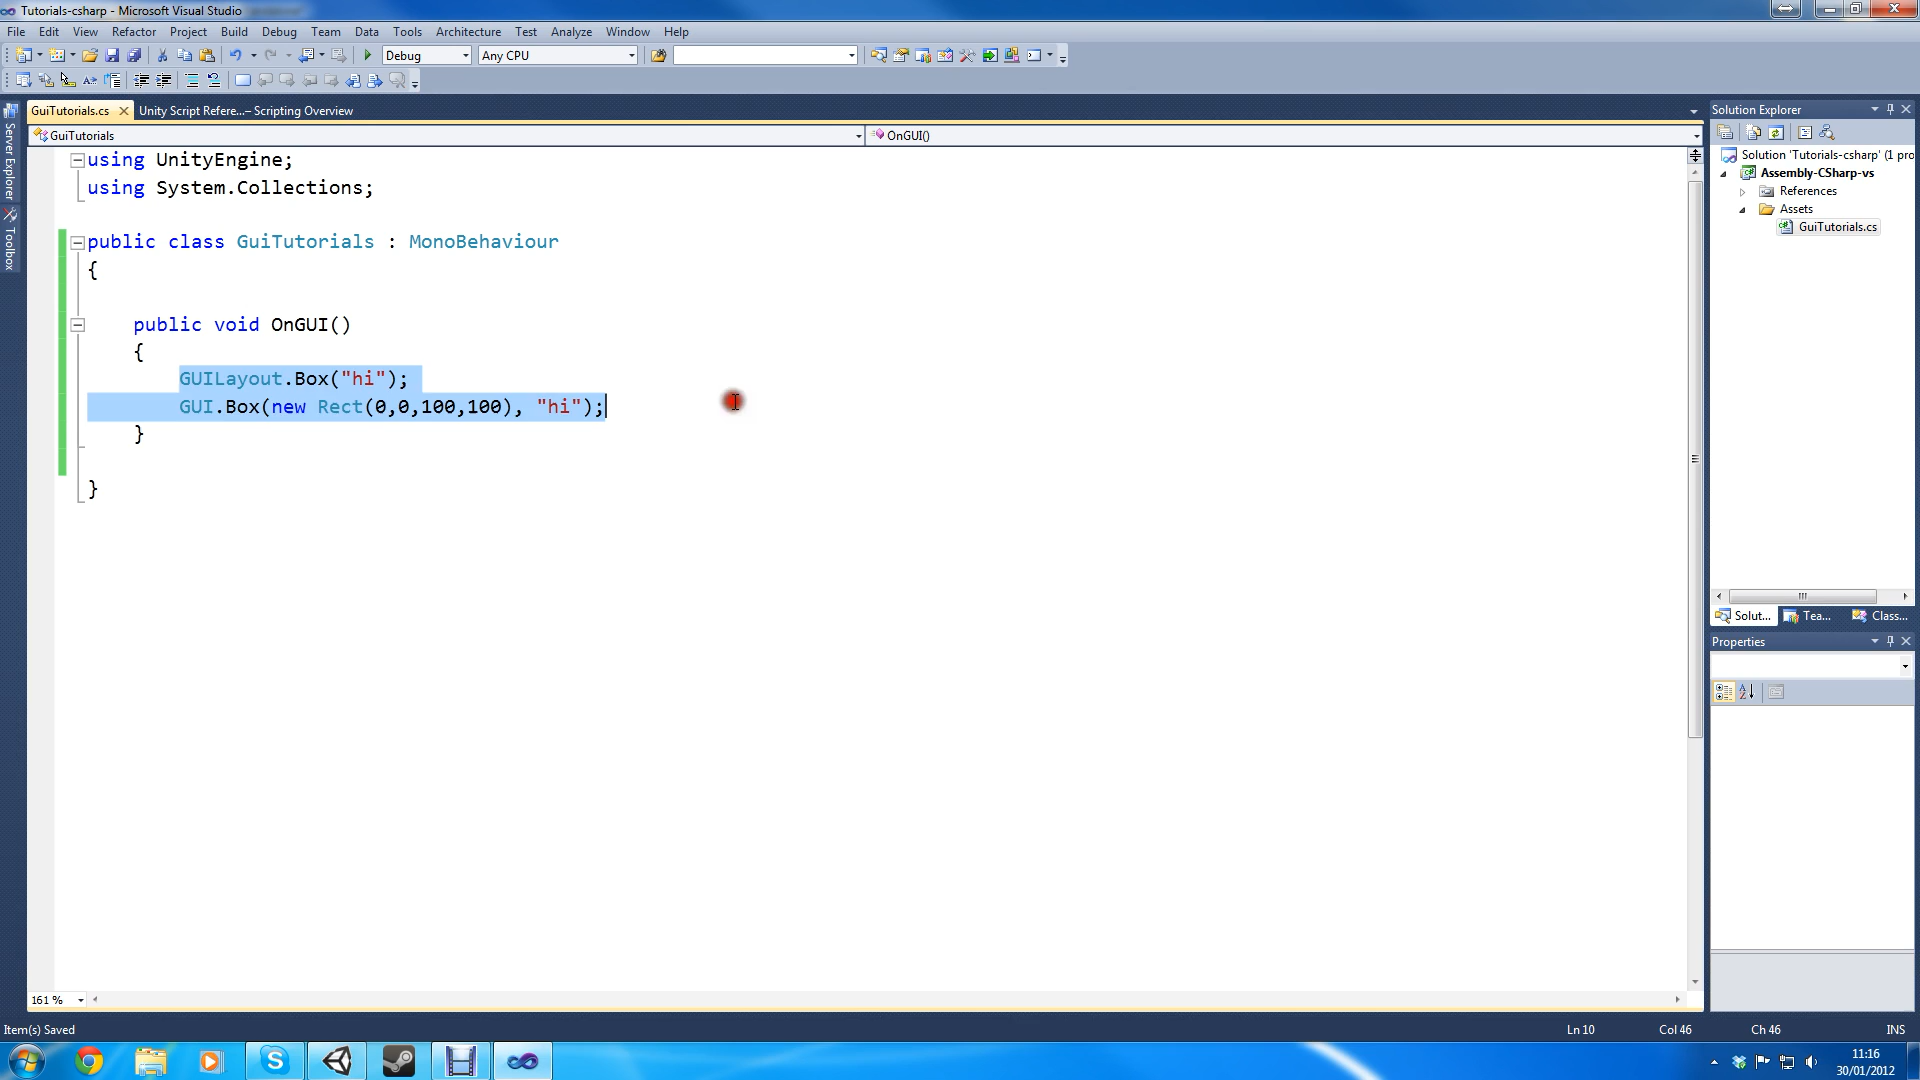 Tutorials-csharp - Microsoft Visual Studio
File Edit View Refactor Project Build Debug Team Data Tools Architecture Test Analyze Window Help
Debug Any CPU
GuiTutorials.cs Unity Script Refere...– Scripting Overview
GuiTutorials OnGUI()
Server Explorer
Toolbox
using UnityEngine;
using System.Collections;
public class GuiTutorials : MonoBehaviour
{
public void OnGUI()
{
GUILayout.Box("hi");
GUI.Box(new Rect(0,0,100,100), "hi");
}
}
Solution Explorer
Solution 'Tutorials-csharp' (1 pro
Assembly-CSharp-vs
References
Assets
GuiTutorials.cs
Solut... Tea... Class...
Properties
161 %
Item(s) Saved Ln 10 Col 46 Ch 46 INS
11:16
30/01/2012